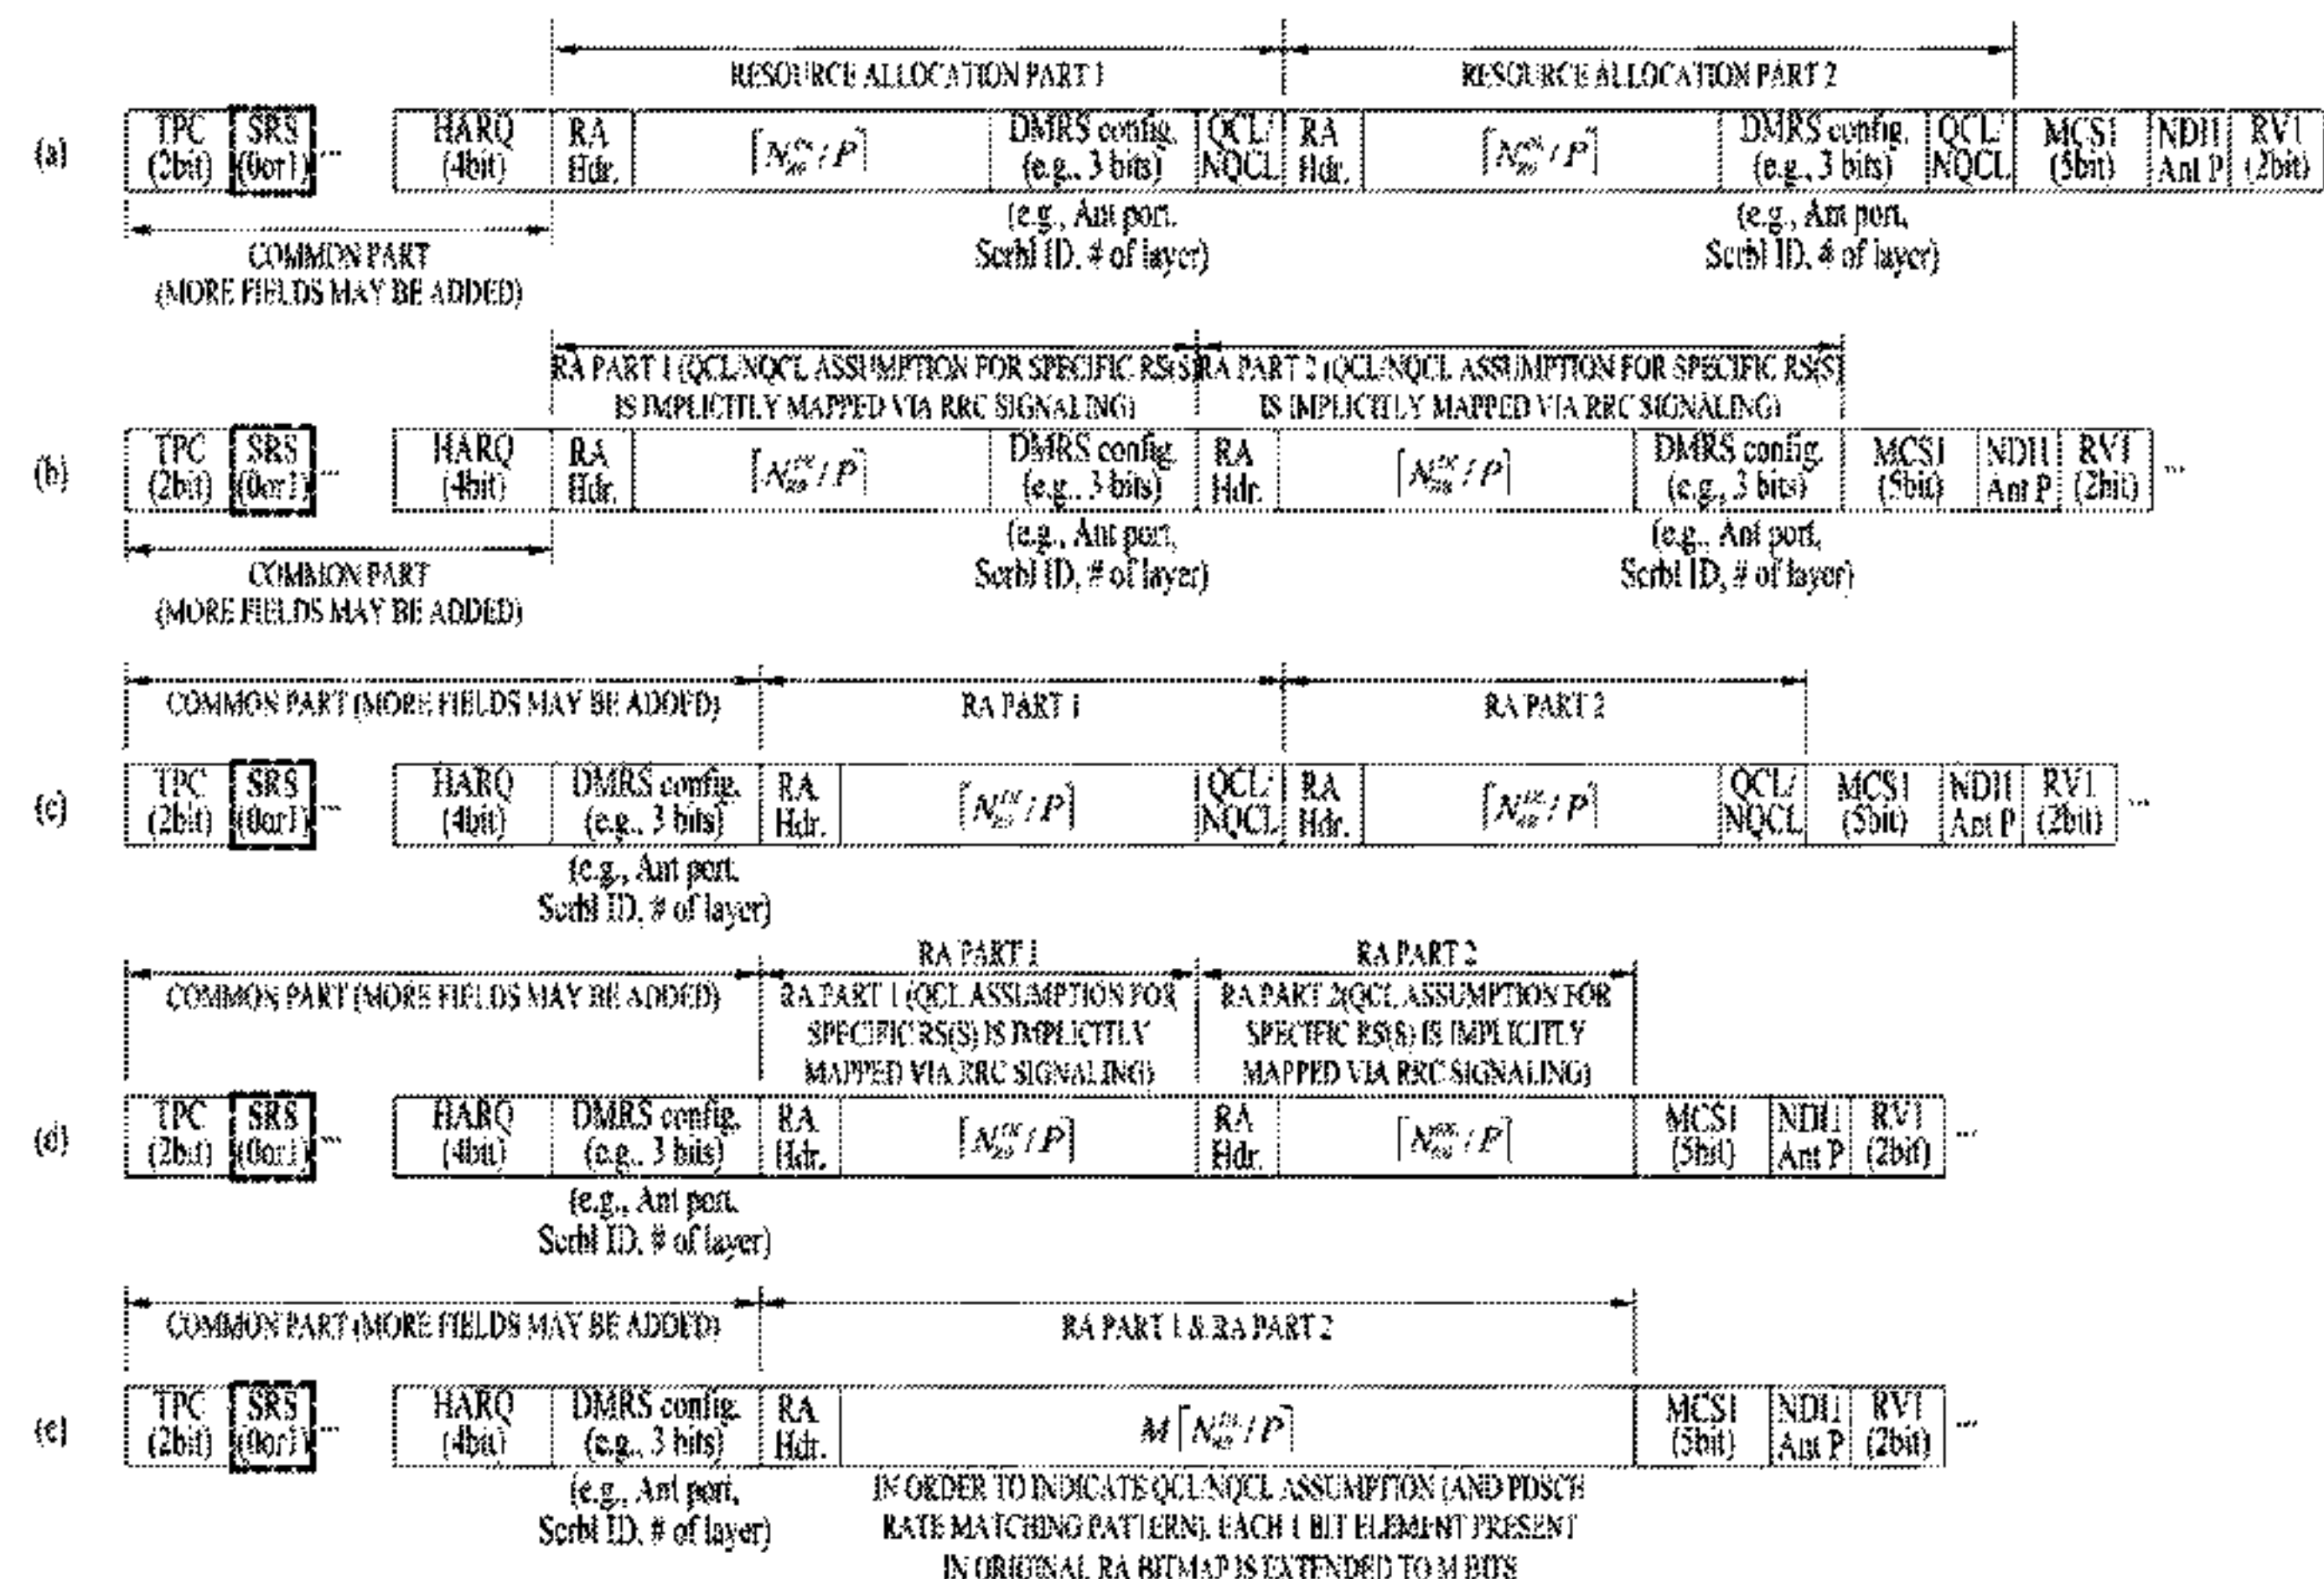 RESOURCE ALLOCATION PART 1 RESOURCE ALLOCATION PART 2
(a) TPC (2bit) SRS (0or1) ... HARQ (4bit) RA Hdr. ⌈N/P⌉ DMRS config. (e.g., 3 bits) QCL/NQCL RA Hdr. ⌈N/P⌉ DMRS config. (e.g., 3 bits) QCL/NQCL MCS1 (5bit) NDI1 Ant P RV1 (2bit)
(e.g., Ant port, (e.g., Ant port,
Scrbl ID, # of layer) Scrbl ID, # of layer)
COMMON PART
(MORE FIELDS MAY BE ADDED)
RA PART 1 (QCL/NQCL ASSUMPTION FOR SPECIFIC RS(S) RA PART 2 (QCL/NQCL ASSUMPTION FOR SPECIFIC RS(S)
IS IMPLICITLY MAPPED VIA RRC SIGNALING) IS IMPLICITLY MAPPED VIA RRC SIGNALING)
(b) TPC (2bit) SRS (0or1) ... HARQ (4bit) RA Hdr. ⌈N/P⌉ DMRS config. (e.g., 3 bits) RA Hdr. ⌈N/P⌉ DMRS config. (e.g., 3 bits) MCS1 (5bit) NDI1 Ant P RV1 (2bit) ...
(e.g., Ant port, (e.g., Ant port,
Scrbl ID, # of layer) Scrbl ID, # of layer)
COMMON PART
(MORE FIELDS MAY BE ADDED)
COMMON PART (MORE FIELDS MAY BE ADDED) RA PART 1 RA PART 2
(c) TPC (2bit) SRS (0or1) ... HARQ (4bit) DMRS config. (e.g., 3 bits) RA Hdr. ⌈N/P⌉ QCL/NQCL RA Hdr. ⌈N/P⌉ QCL/NQCL MCS1 (5bit) NDI1 Ant P RV1 (2bit) ...
(e.g., Ant port,
Scrbl ID, # of layer)
RA PART 1 RA PART 2
COMMON PART (MORE FIELDS MAY BE ADDED) RA PART 1 (QCL ASSUMPTION FOR RA PART 2(QCL ASSUMPTION FOR
SPECIFIC RS(S) IS IMPLICITLY SPECIFIC RS(S) IS IMPLICITLY
MAPPED VIA RRC SIGNALING) MAPPED VIA RRC SIGNALING)
(d) TPC (2bit) SRS (0or1) ... HARQ (4bit) DMRS config. (e.g., 3 bits) RA Hdr. ⌈N/P⌉ RA Hdr. ⌈N/P⌉ MCS1 (5bit) NDI1 Ant P RV1 (2bit) ...
(e.g., Ant port,
Scrbl ID, # of layer)
COMMON PART (MORE FIELDS MAY BE ADDED) RA PART 1 & RA PART 2
(e) TPC (2bit) SRS (0or1) ... HARQ (4bit) DMRS config. (e.g., 3 bits) RA Hdr. M⌈N/P⌉ MCS1 (5bit) NDI1 Ant P RV1 (2bit) ...
(e.g., Ant port, IN ORDER TO INDICATE QCL/NQCL ASSUMPTION (AND PDSCH
Scrbl ID, # of layer) RATE MATCHING PATTERN), EACH 1 BIT ELEMENT PRESENT
IN ORIGINAL RA BITMAP IS EXTENDED TO M BITS